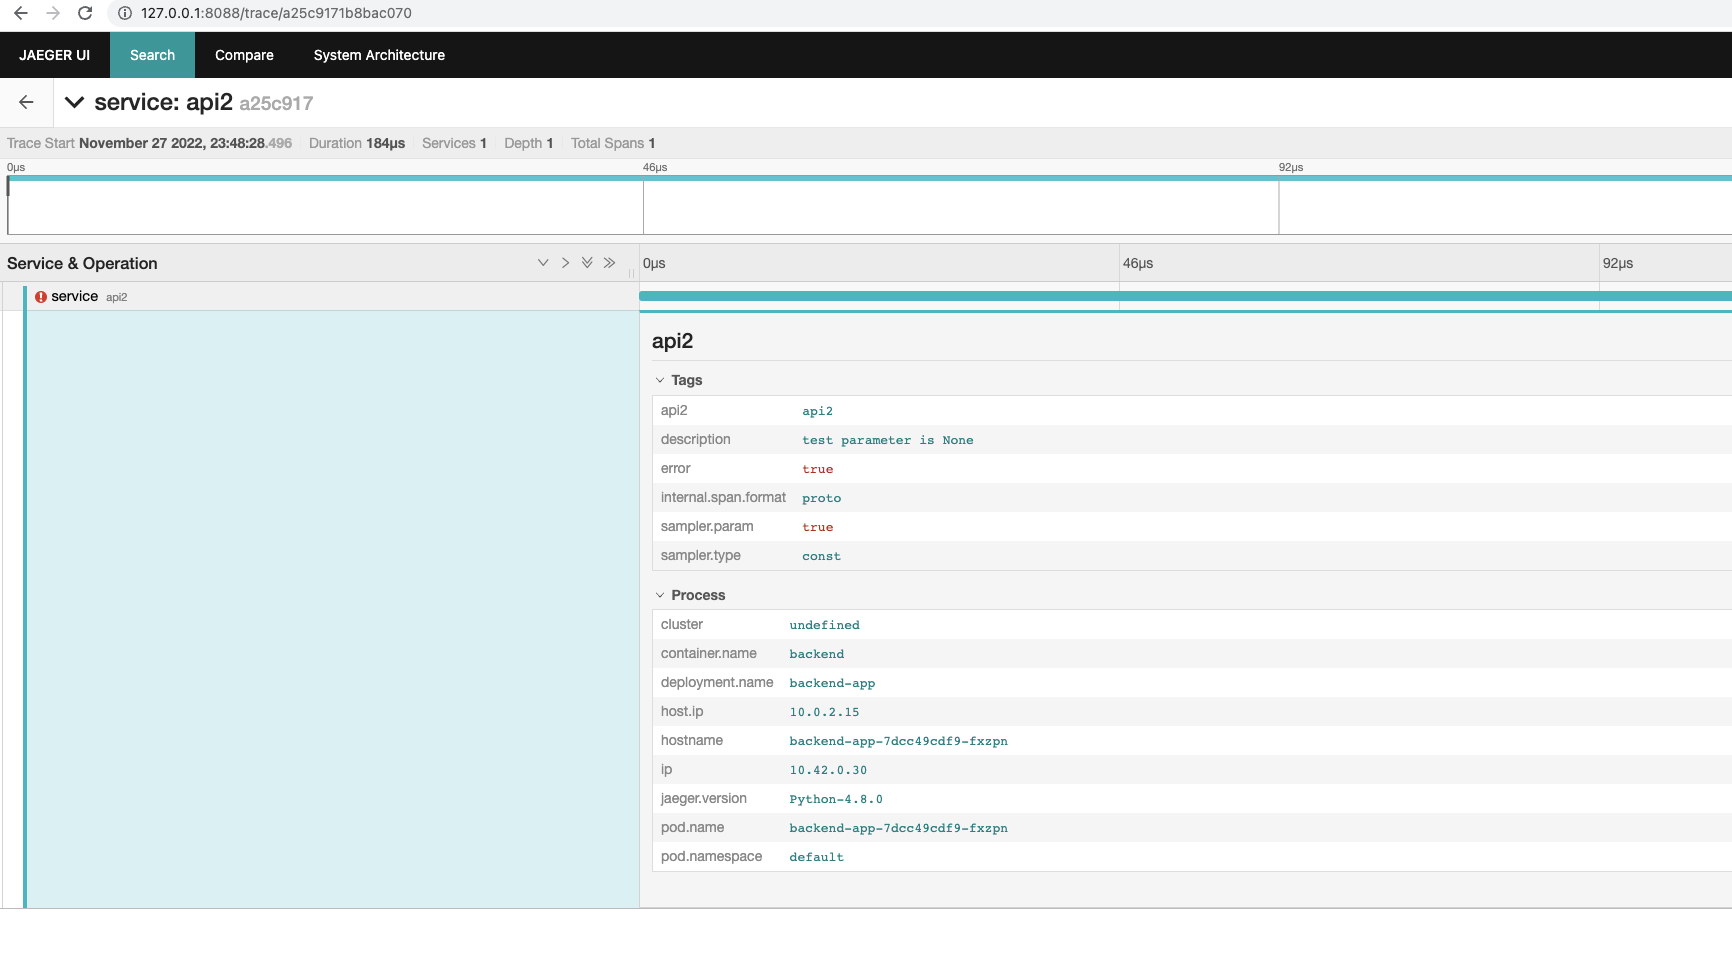 127.0.0.1:8088/trace/a25c9171b8bac070
JAEGER UI Search Compare System Architecture
service: api2 a25c917
Trace Start November 27 2022, 23:48:28.496 Duration 184μs Services 1 Depth 1 Total Spans 1
0μs 46μs 92μs
Service & Operation 0μs 46μs 92μs
service api2
api2
Tags
api2 api2
description test parameter is None
error true
internal.span.format proto
sampler.param true
sampler.type const
Process
cluster undefined
container.name backend
deployment.name backend-app
host.ip 10.0.2.15
hostname backend-app-7dcc49cdf9-fxzpn
ip 10.42.0.30
jaeger.version Python-4.8.0
pod.name backend-app-7dcc49cdf9-fxzpn
pod.namespace default